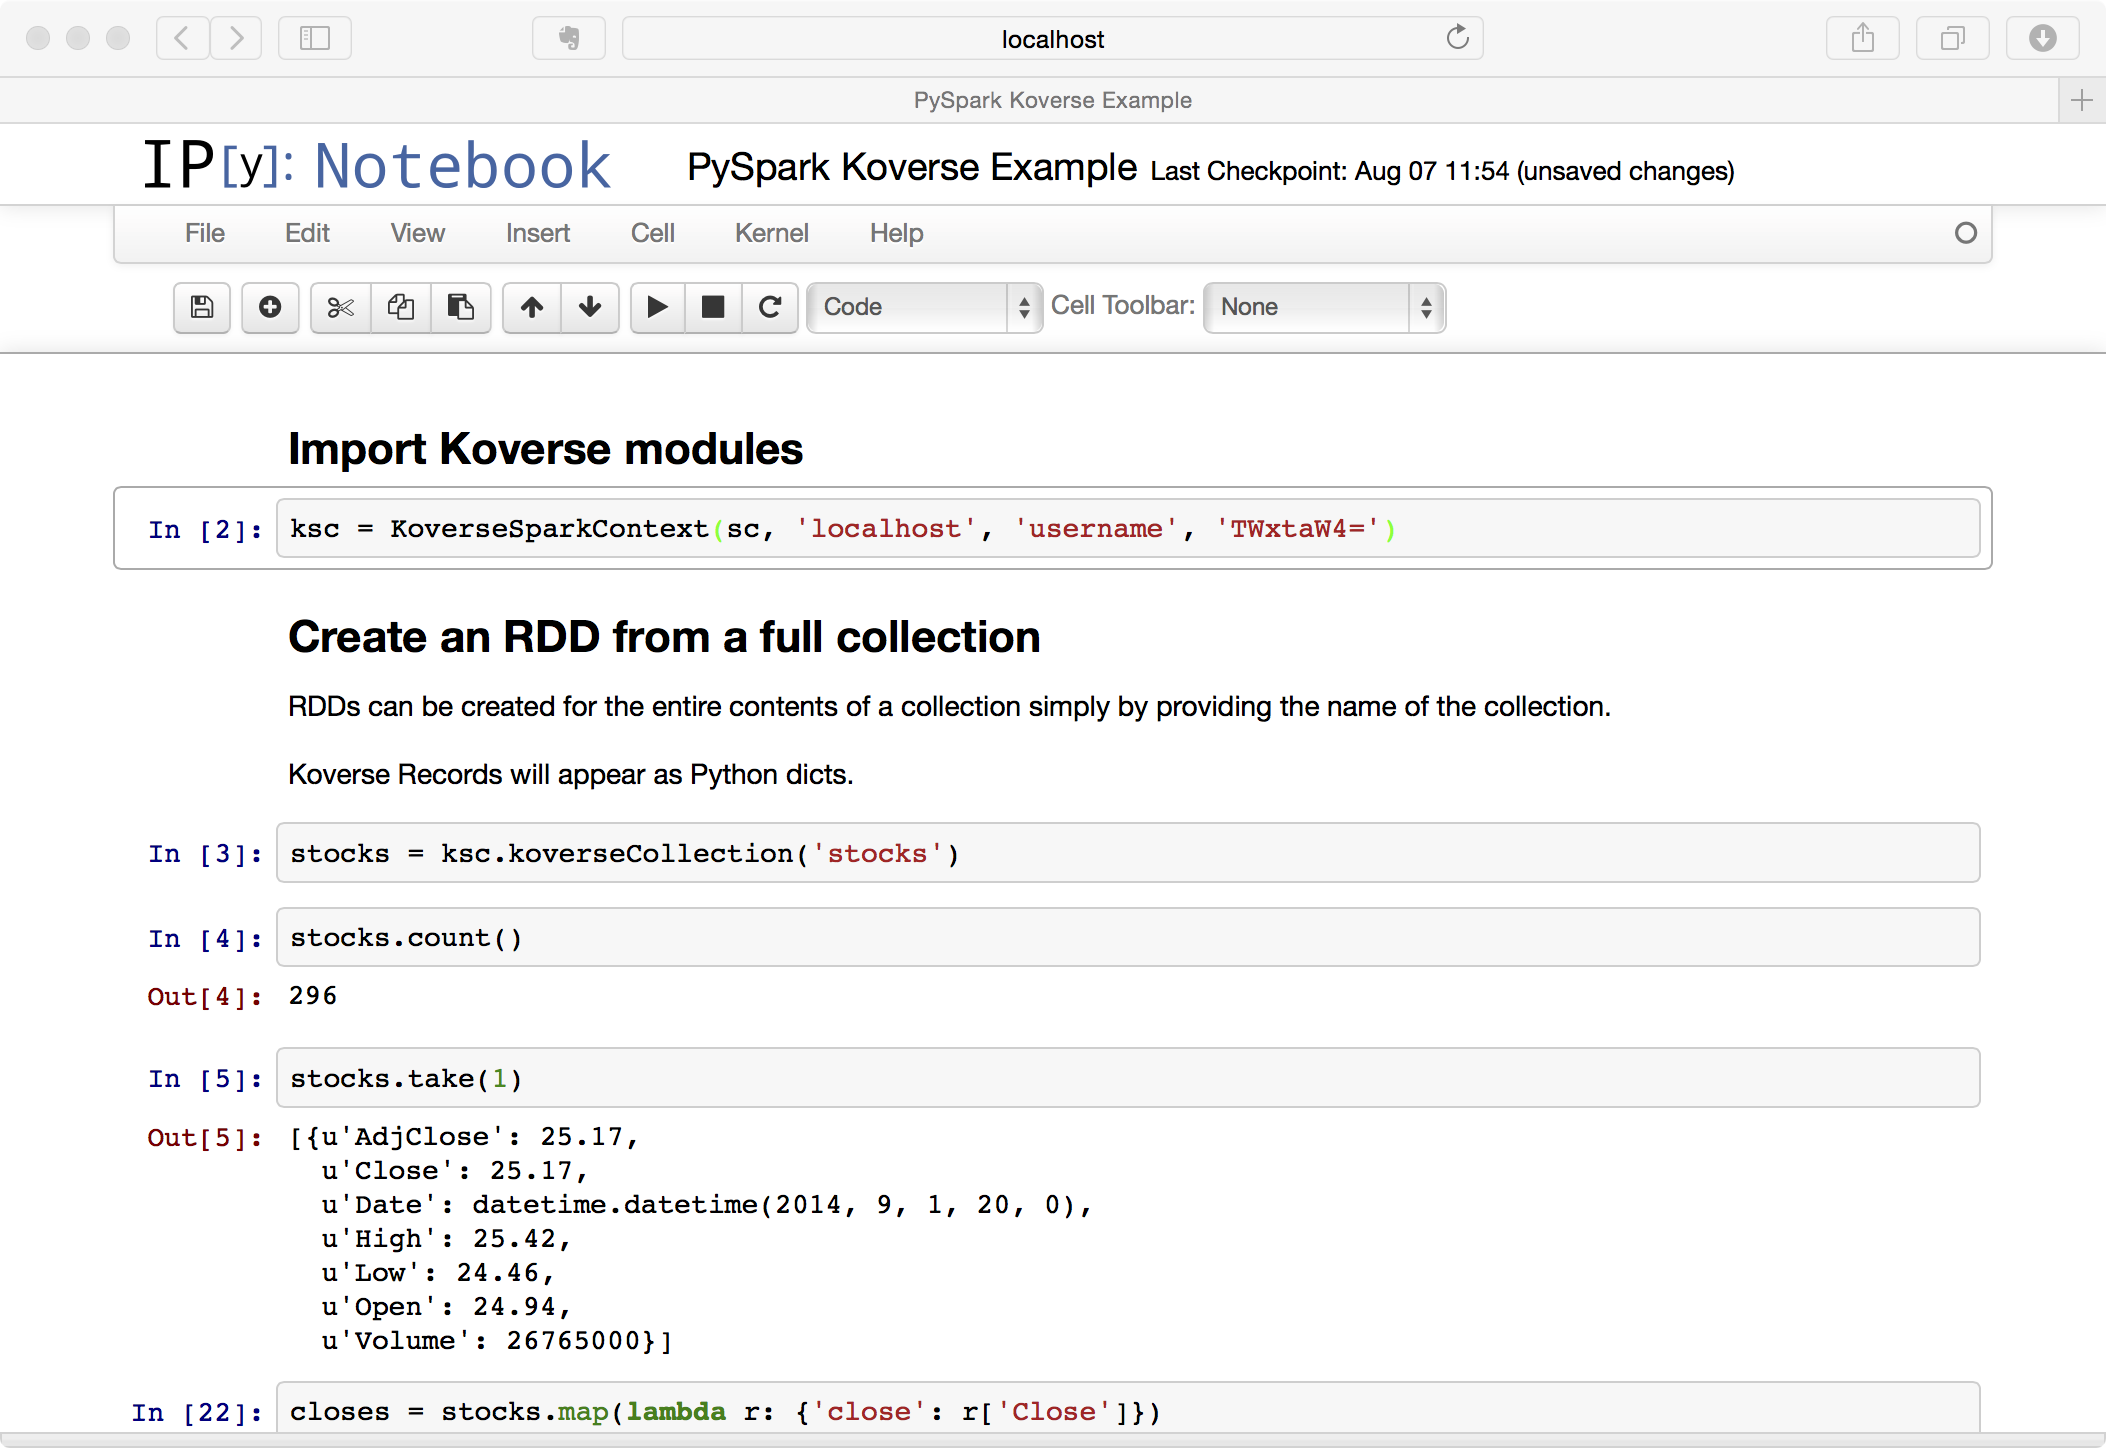 localhost
PySpark Koverse Example
IP[y]: Notebook PySpark Koverse Example Last Checkpoint: Aug 07 11:54 (unsaved changes)
File Edit View Insert Cell Kernel Help
Code Cell Toolbar: None
Import Koverse modules
In [2]: ksc = KoverseSparkContext(sc, 'localhost', 'username', 'TWxtaW4=')
Create an RDD from a full collection
RDDs can be created for the entire contents of a collection simply by providing the name of the collection.
Koverse Records will appear as Python dicts.
In [3]: stocks = ksc.koverseCollection('stocks')
In [4]: stocks.count()
Out[4]: 296
In [5]: stocks.take(1)
Out[5]: [{u'AdjClose': 25.17,
u'Close': 25.17,
u'Date': datetime.datetime(2014, 9, 1, 20, 0),
u'High': 25.42,
u'Low': 24.46,
u'Open': 24.94,
u'Volume': 26765000}]
In [22]: closes = stocks.map(lambda r: {'close': r['Close']})